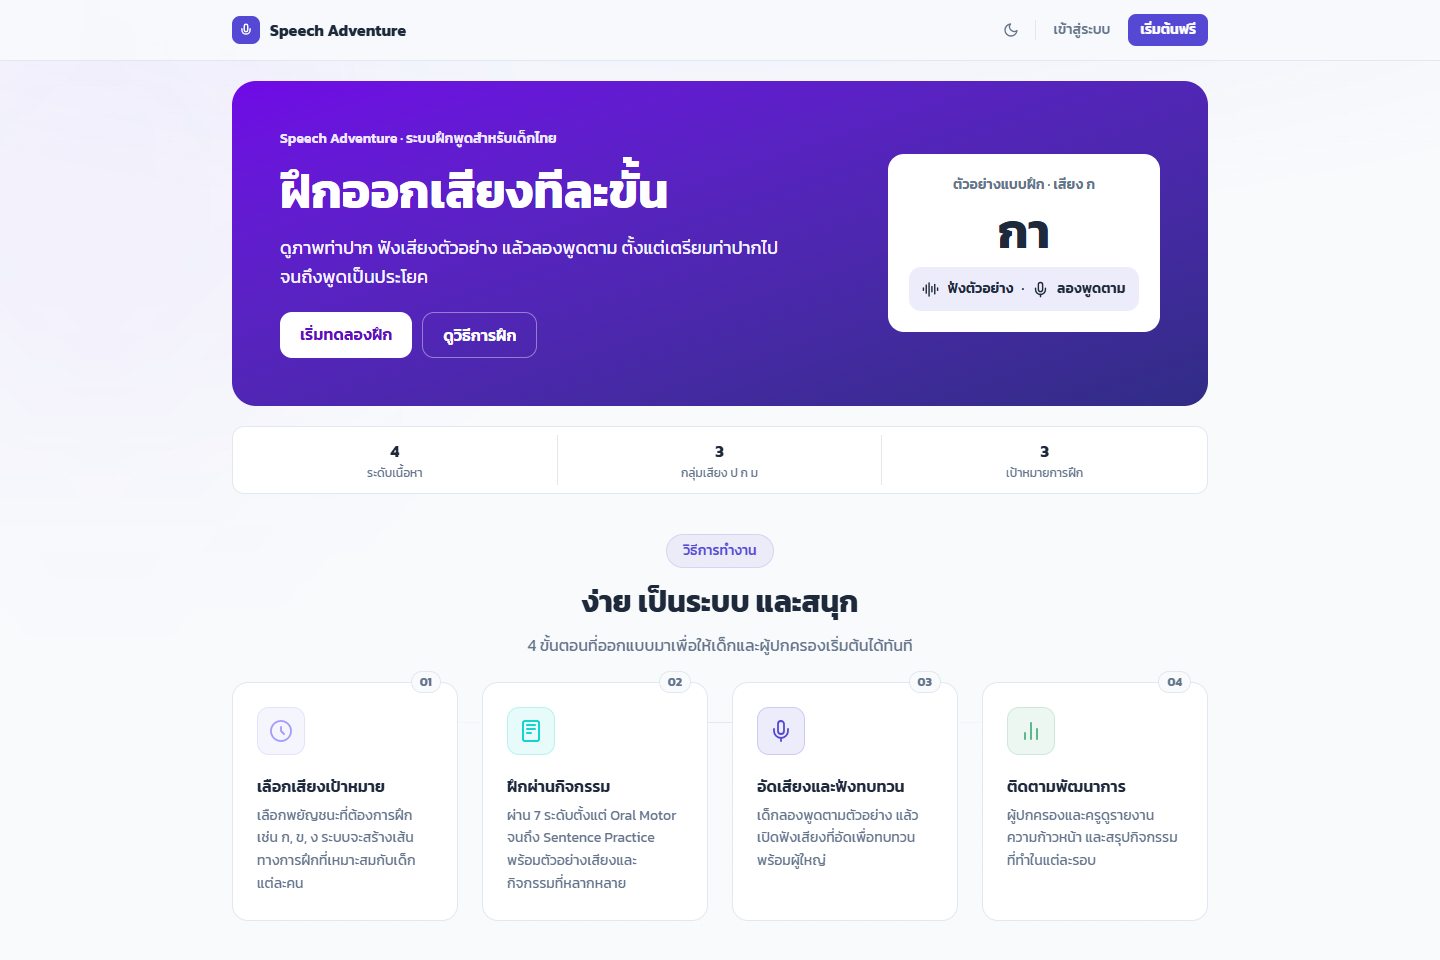 Speech Adventure
เข้าสู่ระบบ
เริ่มต้นฟรี
Speech Adventure · ระบบฝึกพูดสำหรับเด็กไทย
ฝึกออกเสียงทีละขั้น
ดูภาพท่าปาก ฟังเสียงตัวอย่าง แล้วลองพูดตาม ตั้งแต่เตรียมท่าปากไป
จนถึงพูดเป็นประโยค
เริ่มทดลองฝึก
ดูวิธีการฝึก
ตัวอย่างแบบฝึก · เสียง ก
กา
ฟังตัวอย่าง · ลองพูดตาม
4
ระดับเนื้อหา
3
กลุ่มเสียง ป ก ม
3
เป้าหมายการฝึก
วิธีการทำงาน
ง่าย เป็นระบบ และสนุก
4 ขั้นตอนที่ออกแบบมาเพื่อให้เด็กและผู้ปกครองเริ่มต้นได้ทันที
01
เลือกเสียงเป้าหมาย
เลือกพยัญชนะที่ต้องการฝึก
เช่น ก, ข, ง ระบบจะสร้างเส้น
ทางการฝึกที่เหมาะสมกับเด็ก
แต่ละคน
02
ฝึกผ่านกิจกรรม
ผ่าน 7 ระดับตั้งแต่ Oral Motor
จนถึง Sentence Practice
พร้อมตัวอย่างเสียงและ
กิจกรรมที่หลากหลาย
03
อัดเสียงและฟังทบทวน
เด็กลองพูดตามตัวอย่าง แล้ว
เปิดฟังเสียงที่อัดเพื่อทบทวน
พร้อมผู้ใหญ่
04
ติดตามพัฒนาการ
ผู้ปกครองและครูดูรายงาน
ความก้าวหน้า และสรุปกิจกรรม
ที่ทำในแต่ละรอบ